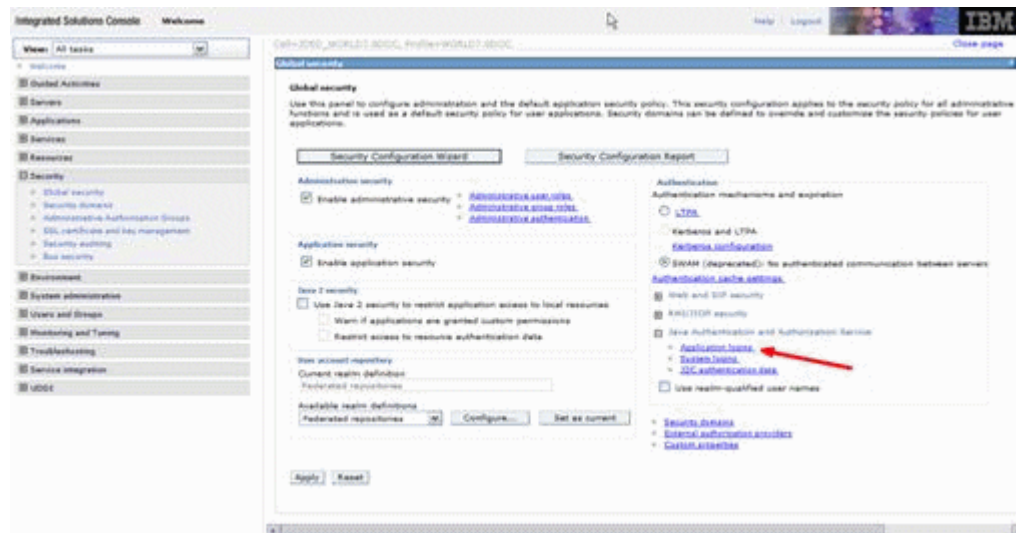 Integrated Solutions Console Welcome Help Logout IBM
View: All tasks
Cell= Profile= Close page
Welcome
Global security
Guided Activities
Servers
Applications
Services
Resources
Security
Global security
Security domains
Administrative Authorization Groups
SSL certificate and key management
Security auditing
Bus security
Environment
System administration
Users and Groups
Monitoring and Tuning
Troubleshooting
Service integration
UDDI
Global security
Use this panel to configure administration and the default application security policy. This security configuration applies to the security policy for all administrative
functions and is used as a default security policy for user applications. Security domains can be defined to override and customize the security policies for user
applications.
Security Configuration Wizard Security Configuration Report
Administrative security
Enable administrative security
Administrative user roles
Administrative group roles
Administrative authentication
Application security
Enable application security
Java 2 security
Use Java 2 security to restrict application access to local resources
Warn if applications are granted custom permissions
Restrict access to resource authentication data
User account repository
Current realm definition
Federated repositories
Available realm definitions
Federated repositories Configure... Set as current
Apply Reset
Authentication
Authentication mechanisms and expiration
LTPA
Kerberos and LTPA
Kerberos configuration
SWAM (deprecated): No authenticated communication between servers
Authentication cache settings
Web and SIP security
RMI/IIOP security
Java Authentication and Authorization Service
Application logins
System logins
J2C authentication data
Use realm-qualified user names
Security domains
External authorization providers
Custom properties